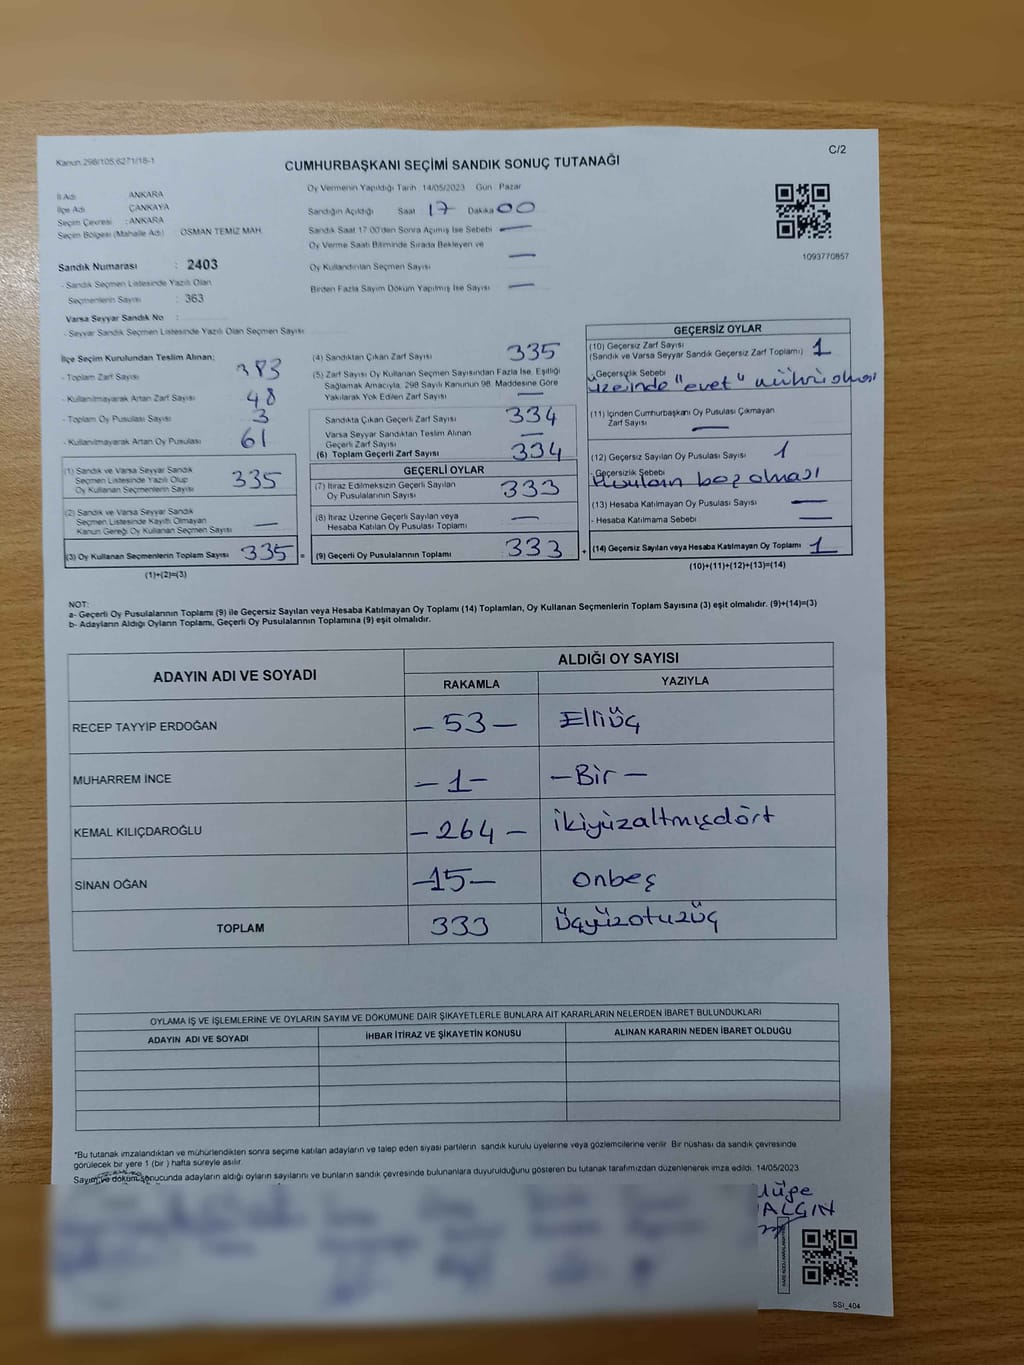 Kanun.298/105;6271/18-1
C/2
CUMHURBAŞKANI SEÇİMİ SANDIK SONUÇ TUTANAĞI
İl Adı ANKARA
İlçe Adı ÇANKAYA
Seçim Çevresi : ANKARA
Seçim Bölgesi (Mahalle Adı) : OSMAN TEMİZ MAH.
Sandık Numarası : 2403
- Sandık Seçmen Listesinde Yazılı Olan
Seçmenlerin Sayısı : 363
Varsa Seyyar Sandık No :
- Seyyar Sandık Seçmen Listesinde Yazılı Olan Seçmen Sayısı
Oy Vermenin Yapıldığı Tarih 14/05/2023 Gün Pazar
Sandığın Açıldığı Saat 17 Dakika 00
Sandık Saat 17:00'den Sonra Açılmış İse Sebebi —
Oy Verme Saati Bitiminde Sırada Bekleyen ve
Oy Kullandırılan Seçmen Sayısı —
Birden Fazla Sayım Döküm Yapılmış İse Sayısı —
1093770857
İlçe Seçim Kurulundan Teslim Alınan;
- Toplam Zarf Sayısı 383
- Kullanılmayarak Artan Zarf Sayısı 48
- Toplam Oy Pusulası Sayısı 3
- Kullanılmayarak Artan Oy Pusulası 61
(1) Sandık ve Varsa Seyyar Sandık
Seçmen Listesinde Yazılı Olup
Oy Kullanan Seçmenlerin Sayısı 335
(2) Sandık ve Varsa Seyyar Sandık
Seçmen Listesinde Kayıtlı Olmayan
Kanun Gereği Oy Kullanan Seçmen Sayısı —
(3) Oy Kullanan Seçmenlerin Toplam Sayısı 335 =
(1)+(2)=(3)
(4) Sandıktan Çıkan Zarf Sayısı 335
(5) Zarf Sayısı Oy Kullanan Seçmen Sayısından Fazla İse, Eşitliği
Sağlamak Amacıyla, 298 Sayılı Kanunun 98. Maddesine Göre
Yakılarak Yok Edilen Zarf Sayısı —
Sandıkta Çıkan Geçerli Zarf Sayısı 334
Varsa Seyyar Sandıktan Teslim Alınan
Geçerli Zarf Sayısı —
(6) Toplam Geçerli Zarf Sayısı 334
GEÇERLİ OYLAR
(7) İtiraz Edilmeksizin Geçerli Sayılan
Oy Pusulalarının Sayısı 333
(8) İtiraz Üzerine Geçerli Sayılan veya
Hesaba Katılan Oy Pusulası Toplamı —
(9) Geçerli Oy Pusulalarının Toplamı 333 +
GEÇERSİZ OYLAR
(10) Geçersiz Zarf Sayısı
(Sandık ve Varsa Seyyar Sandık Geçersiz Zarf Toplamı) 1
- Geçersizlik Sebebi
üzerinde "evet" mührü olması
(11) İçinden Cumhurbaşkanı Oy Pusulası Çıkmayan
Zarf Sayısı —
(12) Geçersiz Sayılan Oy Pusulası Sayısı 1
- Geçersizlik Sebebi
Pusulanın boş olması
(13) Hesaba Katılmayan Oy Pusulası Sayısı —
- Hesaba Katılmama Sebebi —
(14) Geçersiz Sayılan veya Hesaba Katılmayan Oy Toplamı 1
(10)+(11)+(12)+(13)=(14)
NOT:
a- Geçerli Oy Pusulalarının Toplamı (9) ile Geçersiz Sayılan veya Hesaba Katılmayan Oy Toplamı (14) Toplamları, Oy Kullanan Seçmenlerin Toplam Sayısına (3) eşit olmalıdır. (9)+(14)=(3)
b- Adayların Aldığı Oyların Toplamı, Geçerli Oy Pusulalarının Toplamına (9) eşit olmalıdır.
ADAYIN ADI VE SOYADI
ALDIĞI OY SAYISI
RAKAMLA YAZIYLA
RECEP TAYYİP ERDOĞAN — 53 — Elliüç
MUHARREM İNCE — 1 — — Bir —
KEMAL KILIÇDAROĞLU — 264 — ikiyüzaltmışdört
SİNAN OĞAN — 15 — onbeş
TOPLAM 333 üçyüzotuzüç
OYLAMA İŞ VE İŞLEMLERİNE VE OYLARIN SAYIM VE DÖKÜMÜNE DAİR ŞİKAYETLERLE BUNLARA AİT KARARLARIN NELERDEN İBARET BULUNDUKLARI
ADAYIN ADI VE SOYADI İHBAR İTİRAZ VE ŞİKAYETİN KONUSU ALINAN KARARIN NEDEN İBARET OLDUĞU
*Bu tutanak imzalandıktan ve mühürlendikten sonra seçime katılan adayların ve talep eden siyasi partilerin sandık kurulu üyelerine veya gözlemcilerine verilir. Bir nüshası da sandık çevresinde
görülecek bir yere 1 (bir) hafta süreyle asılır.
Sayım ve döküm sonucunda adayların aldığı oyların sayılarını ve bunların sandık çevresinde bulunanlara duyurulduğunu gösteren bu tutanak tarafımızdan düzenlenerek imza edildi. 14/05/2023
Müge
YALÇIN
SSI_404